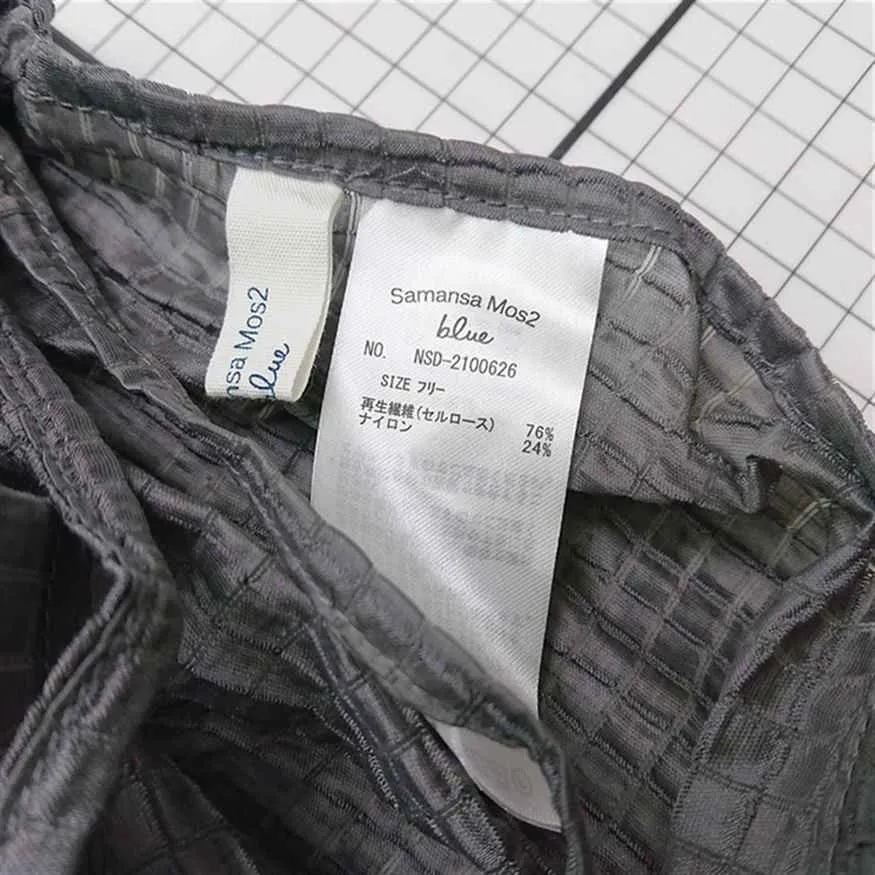 nsa Mos2
blue
Samansa Mos2
blue
NO. NSD-2100626
SIZE フリー
再生繊維(セルロース) 76%
ナイロン 24%